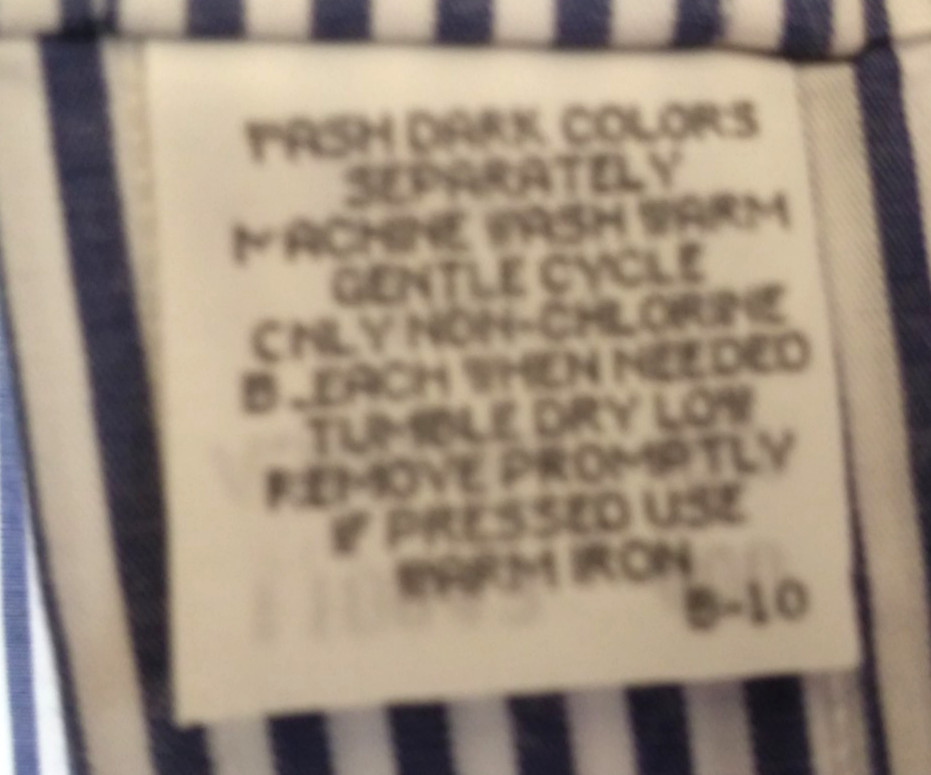 WASH DARK COLORS
SEPARATELY
MACHINE WASH WARM
GENTLE CYCLE
ONLY NON-CHLORINE
BLEACH WHEN NEEDED
TUMBLE DRY LOW
REMOVE PROMPTLY
IF PRESSED USE
WARM IRON
B-10